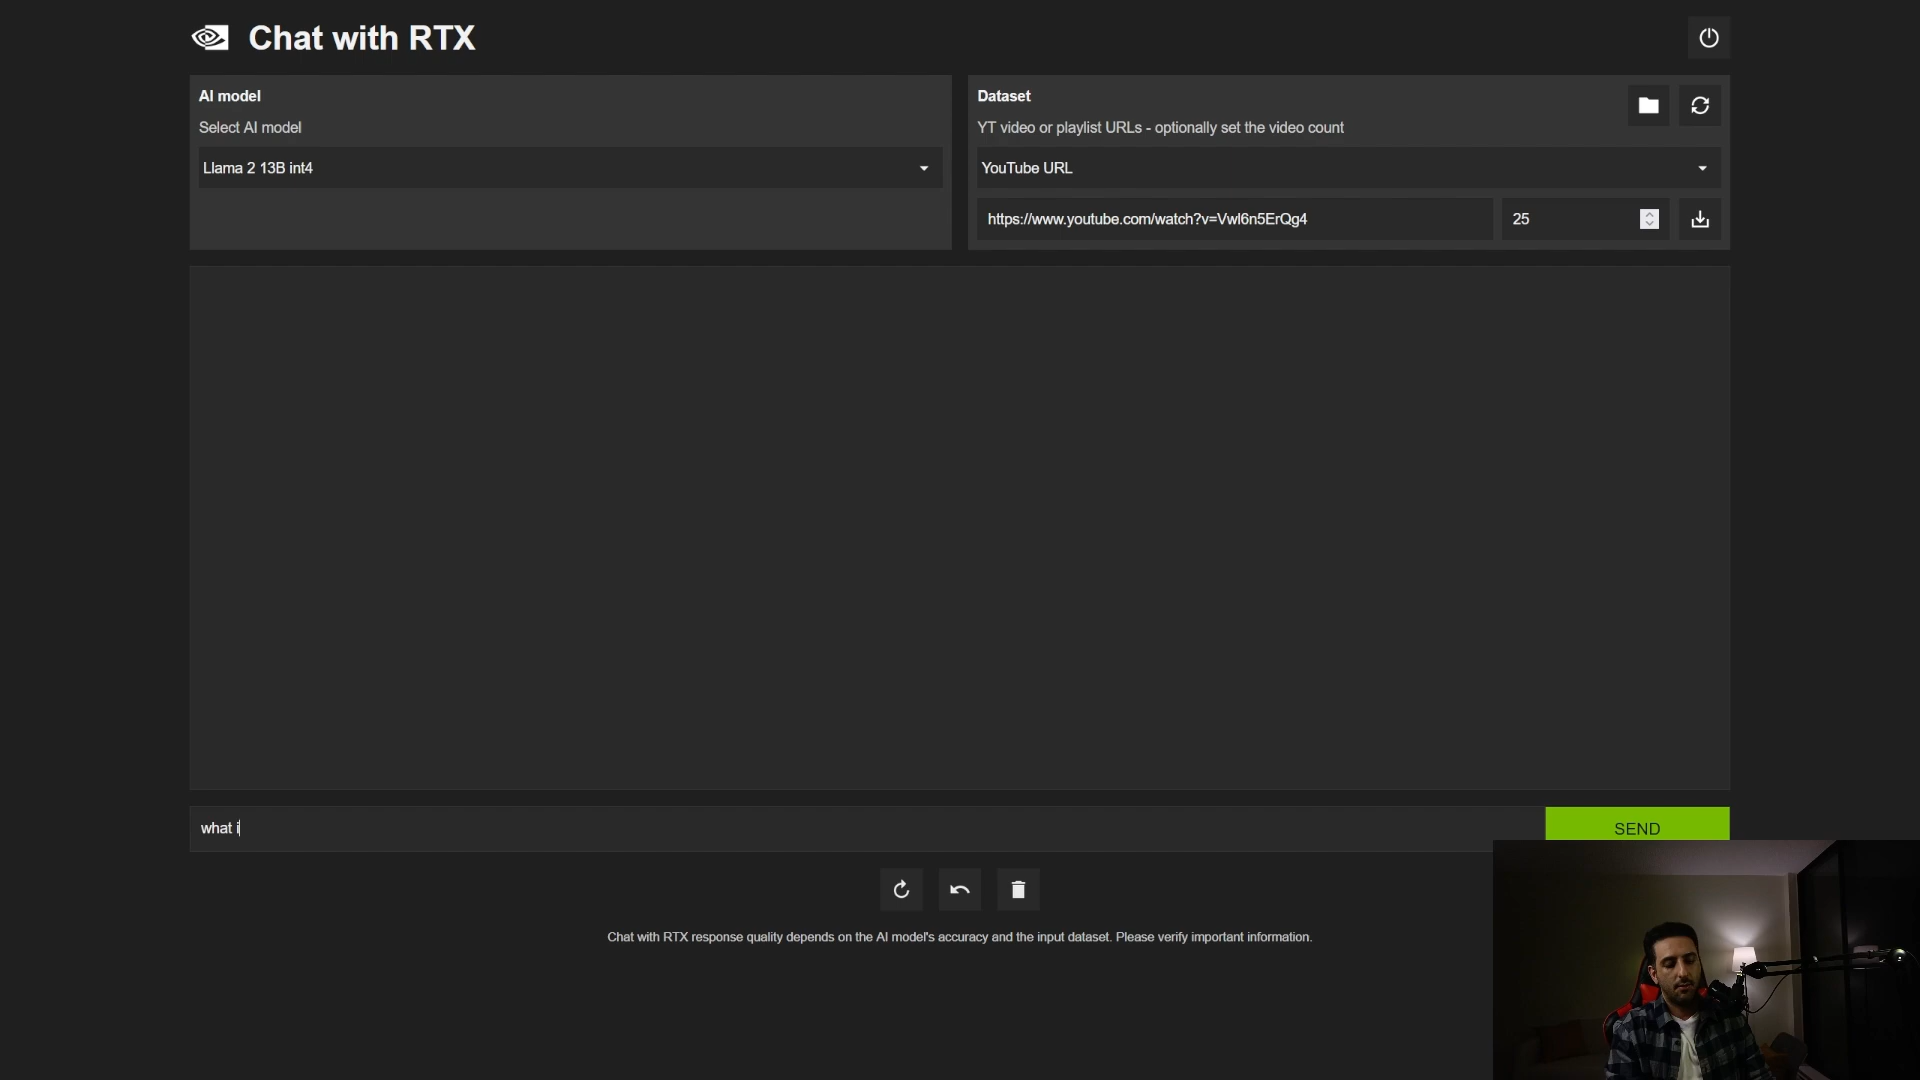 Chat with RTX
AI model
Select AI model
Llama 2 13B int4
Dataset
YT video or playlist URLs - optionally set the video count
YouTube URL
https://www.youtube.com/watch?v=Vwl6n5ErQg4
25
what i
SEND
Chat with RTX response quality depends on the AI model's accuracy and the input dataset. Please verify important information.